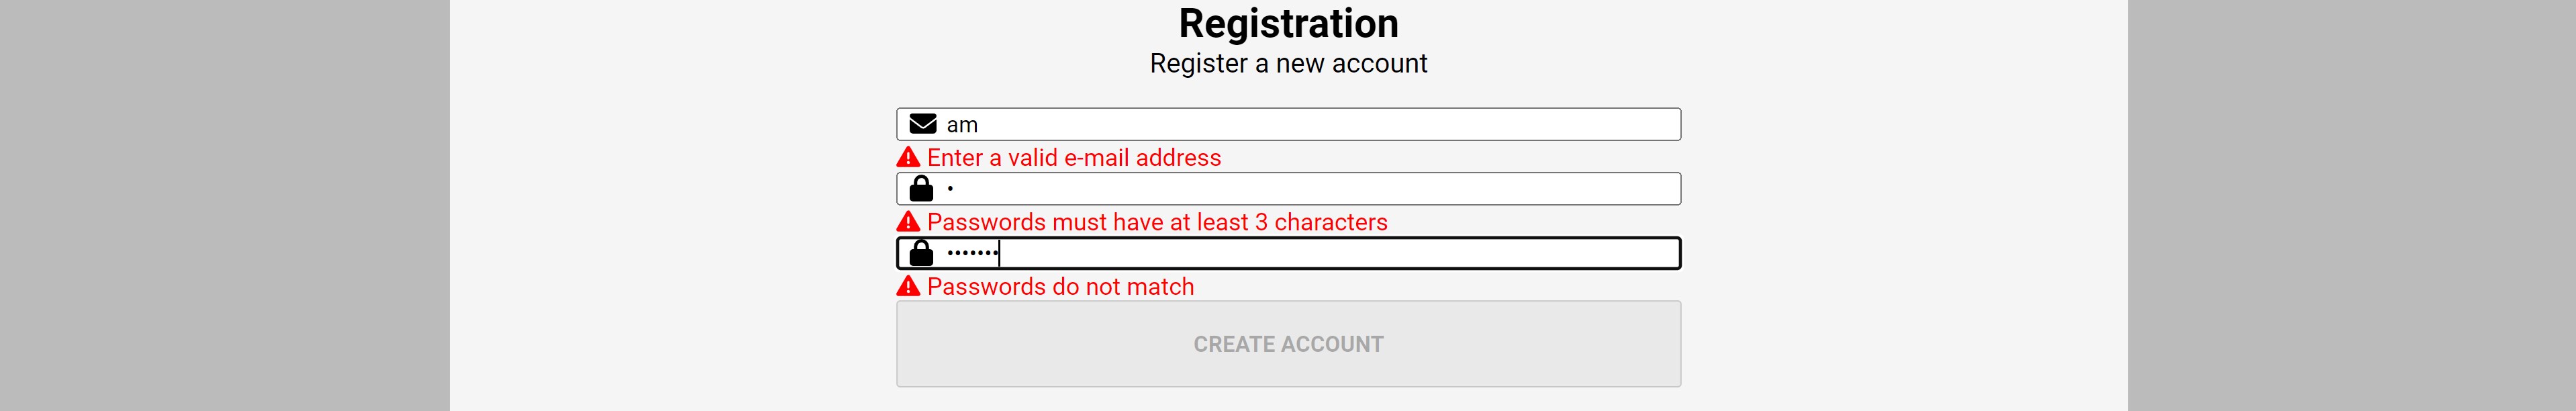 Registration
Register a new account
am
Enter a valid e-mail address
•
Passwords must have at least 3 characters
•••••••
Passwords do not match
CREATE ACCOUNT